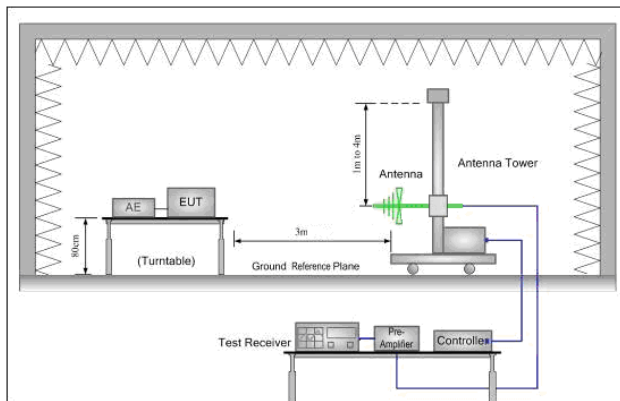 1m to 4m
Antenna
Antenna Tower
AE
EUT
80cm
(Turntable)
3m
Ground Reference Plane
Test Receiver
Pre-
Amplifier
Controller